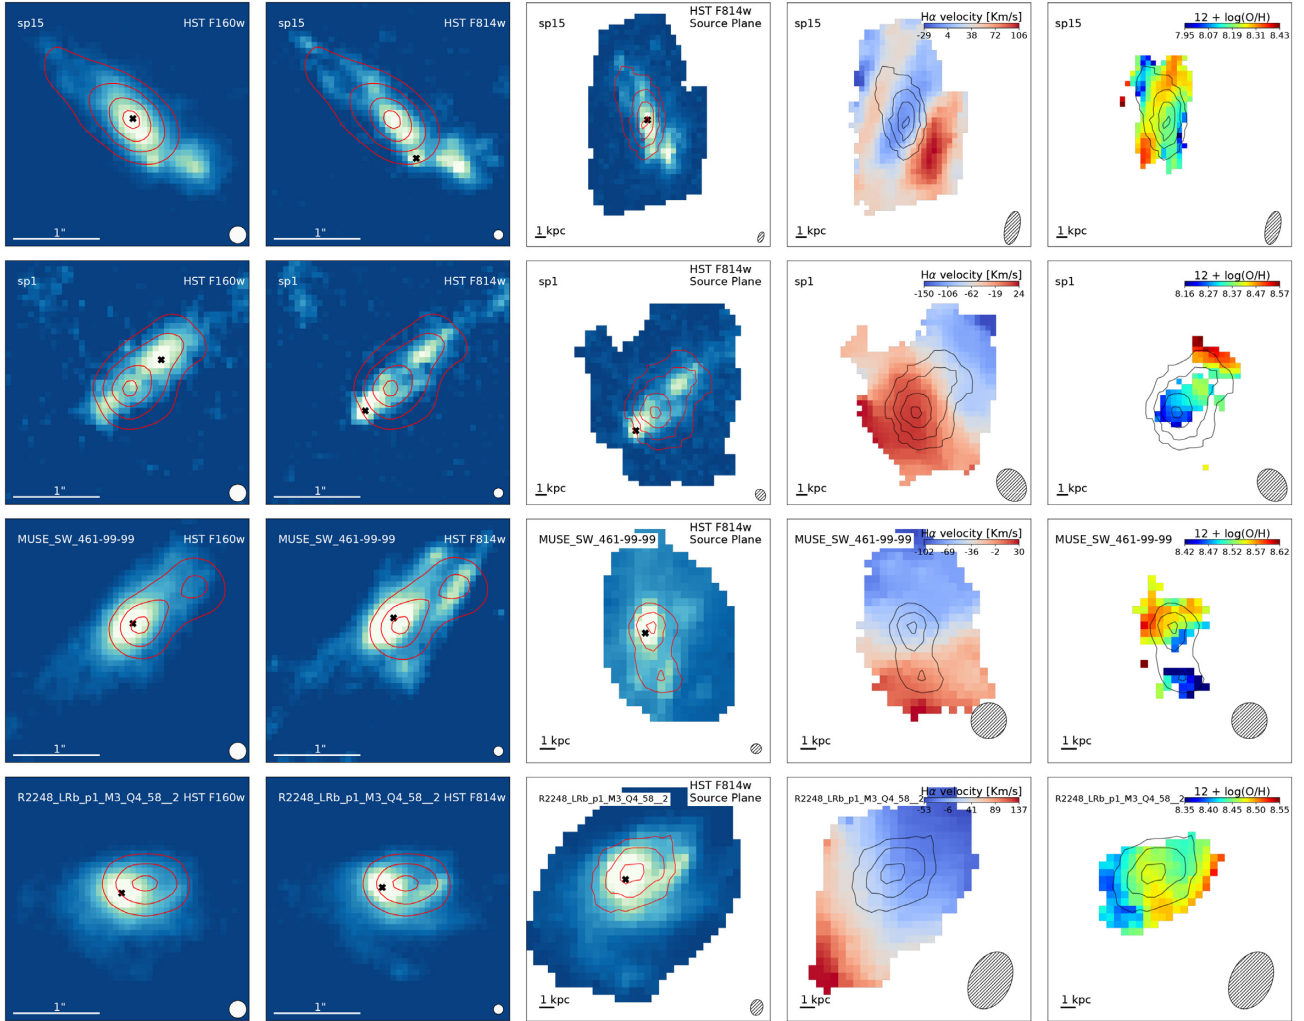 sp15 HST F160w
1"
sp15 HST F814w
1"
sp15 HST F814w
Source Plane
1 kpc
sp15 Hα velocity [Km/s]
-29 4 38 72 106
1 kpc
sp15 12 + log(O/H)
7.95 8.07 8.19 8.31 8.43
1 kpc
sp1 HST F160w
1"
sp1 HST F814w
1"
sp1 HST F814w
Source Plane
1 kpc
sp1 Hα velocity [Km/s]
-150 -106 -62 -19 24
1 kpc
sp1 12 + log(O/H)
8.16 8.27 8.37 8.47 8.57
1 kpc
MUSE_SW_461-99-99 HST F160w
1"
MUSE_SW_461-99-99 HST F814w
1"
MUSE_SW_461-99-99 HST F814w
Source Plane
1 kpc
MUSE_SW_461-99-99 Hα velocity [Km/s]
-102 -69 -36 -2 30
1 kpc
MUSE_SW_461-99-99 12 + log(O/H)
8.42 8.47 8.52 8.57 8.62
1 kpc
R2248_LRb_p1_M3_Q4_58__2 HST F160w
1"
R2248_LRb_p1_M3_Q4_58__2 HST F814w
1"
R2248_LRb_p1_M3_Q4_58__2 HST F814w
Source Plane
1 kpc
R2248_LRb_p1_M3_Q4_58__2 Hα velocity [Km/s]
-53 -6 41 89 137
1 kpc
R2248_LRb_p1_M3_Q4_58__2 12 + log(O/H)
8.35 8.40 8.45 8.50 8.55
1 kpc